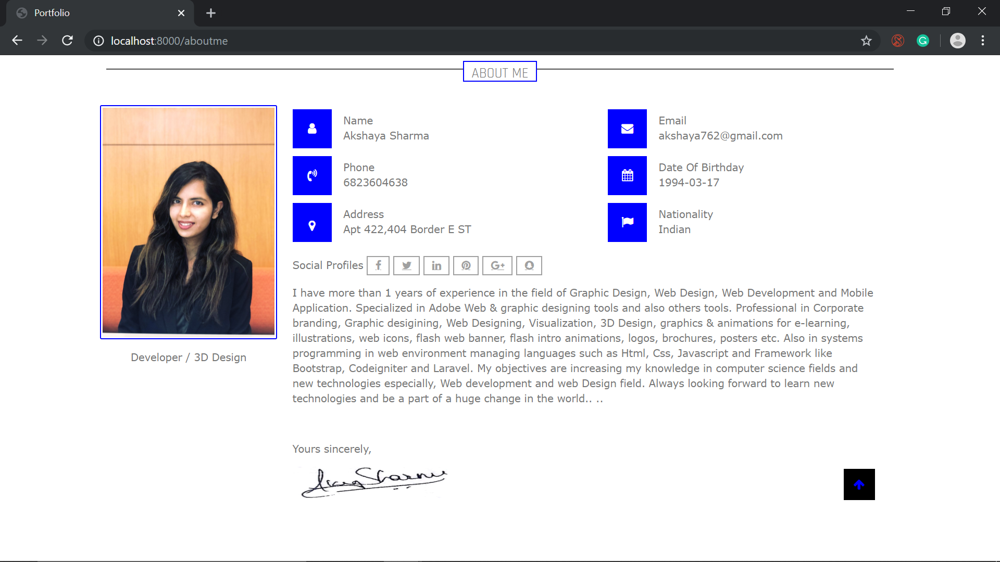 Portfolio
localhost:8000/aboutme
ABOUT ME
Name
Akshaya Sharma
Email
akshaya762@gmail.com
Phone
6823604638
Date Of Birthday
1994-03-17
Address
Apt 422,404 Border E ST
Nationality
Indian
Social Profiles
I have more than 1 years of experience in the field of Graphic Design, Web Design, Web Development and Mobile
Application. Specialized in Adobe Web & graphic designing tools and also others tools. Professional in Corporate
branding, Graphic desigining, Web Designing, Visualization, 3D Design, graphics & animations for e-learning,
illustrations, web icons, flash web banner, flash intro animations, logos, brochures, posters etc. Also in systems
programming in web environment managing languages such as Html, Css, Javascript and Framework like
Bootstrap, Codeigniter and Laravel. My objectives are increasing my knowledge in computer science fields and
new technologies especially, Web development and web Design field. Always looking forward to learn new
technologies and be a part of a huge change in the world.. ..
Developer / 3D Design
Yours sincerely,